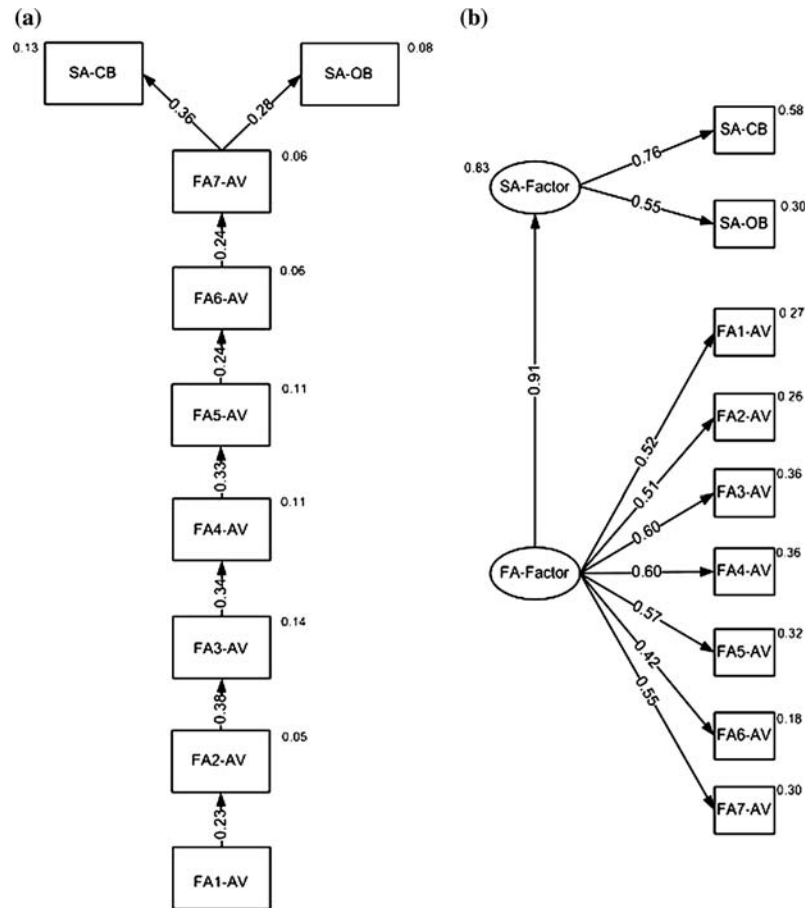 (a)
0.13
SA-CB
SA-OB
0.08
0.36
0.28
FA7-AV
0.06
0.24
FA6-AV
0.06
0.24
FA5-AV
0.11
0.33
FA4-AV
0.11
0.34
FA3-AV
0.14
0.38
FA2-AV
0.05
0.23
FA1-AV
(b)
0.58
SA-CB
0.76
0.83
SA-Factor
0.55
SA-OB
0.30
0.91
FA-Factor
0.52
FA1-AV
0.27
0.51
FA2-AV
0.26
0.60
FA3-AV
0.36
0.60
FA4-AV
0.36
0.57
FA5-AV
0.32
0.42
FA6-AV
0.18
0.55
FA7-AV
0.30